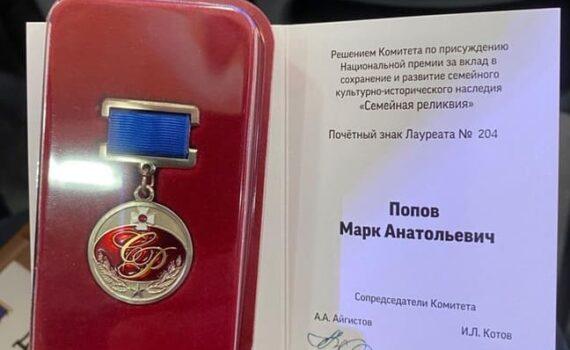 Решением Комитета по присуждению
Национальной премии за вклад в
сохранение и развитие семейного
культурно-исторического наследия
«Семейная реликвия»
Почётный знак Лауреата № 204
Попов
Марк Анатольевич
Сопредседатели Комитета
А.А. Айгистов
И.Л. Котов
СР